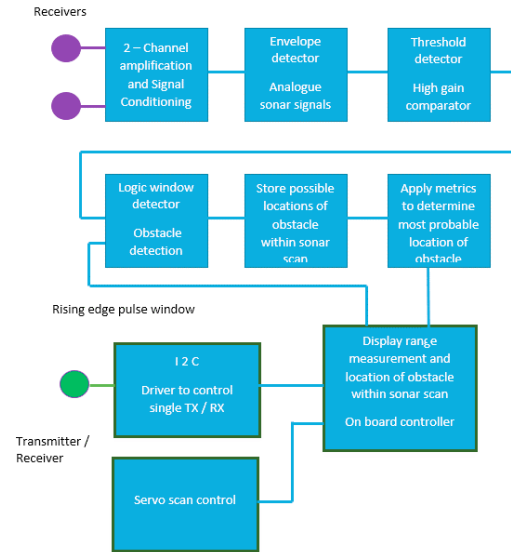 Receivers
2 – Channel
amplification
and Signal
Conditioning
Envelope
detector
Analogue
sonar signals
Threshold
detector
High gain
comparator
Logic window
detector
Obstacle
detection
Store possible
locations of
obstacle
within sonar
scan
Apply metrics
to determine
most probable
location of
obstacle
Rising edge pulse window
I 2 C
Driver to control
single TX / RX
Display range
measurement and
location of obstacle
within sonar scan
On board controller
Transmitter /
Receiver
Servo scan control